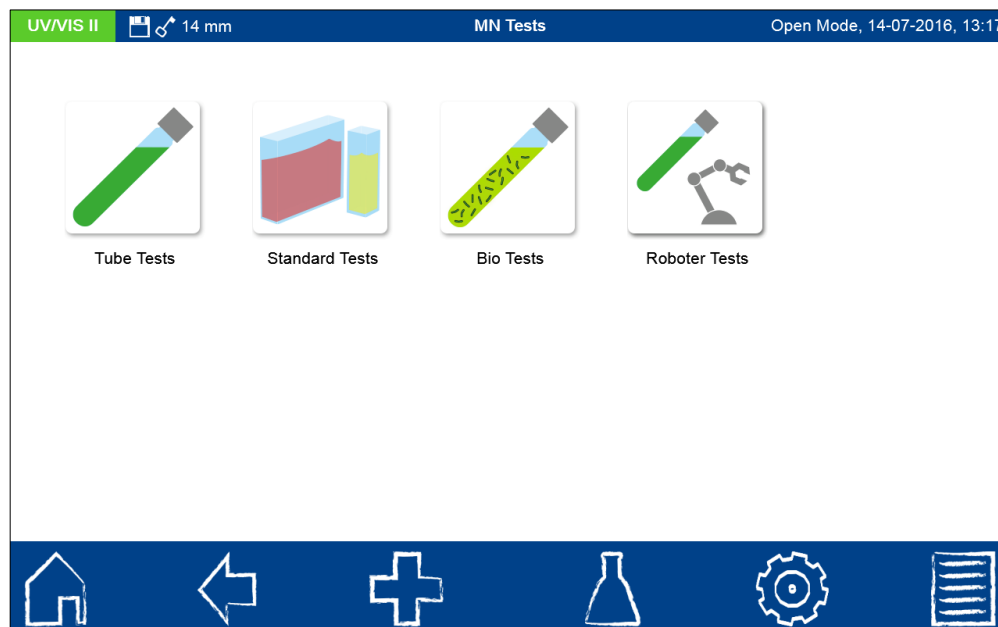 UV/VIS II 14 mm MN Tests Open Mode, 14-07-2016, 13:17
Tube Tests Standard Tests Bio Tests Roboter Tests